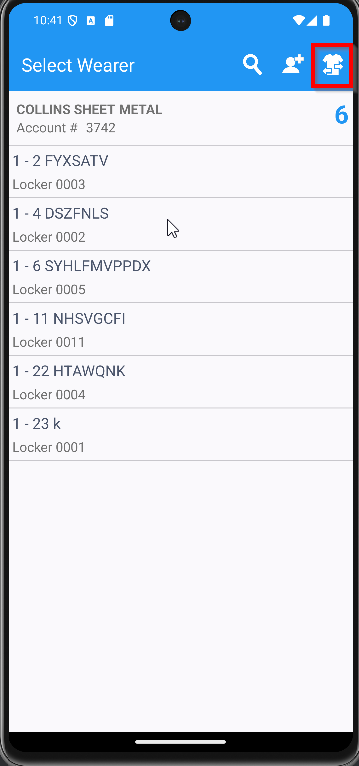 10:41
Select Wearer
COLLINS SHEET METAL
Account # 3742
6
1 - 2 FYXSATV
Locker 0003
1 - 4 DSZFNLS
Locker 0002
1 - 6 SYHLFMVPPDX
Locker 0005
1 - 11 NHSVGCFI
Locker 0011
1 - 22 HTAWQNK
Locker 0004
1 - 23 k
Locker 0001